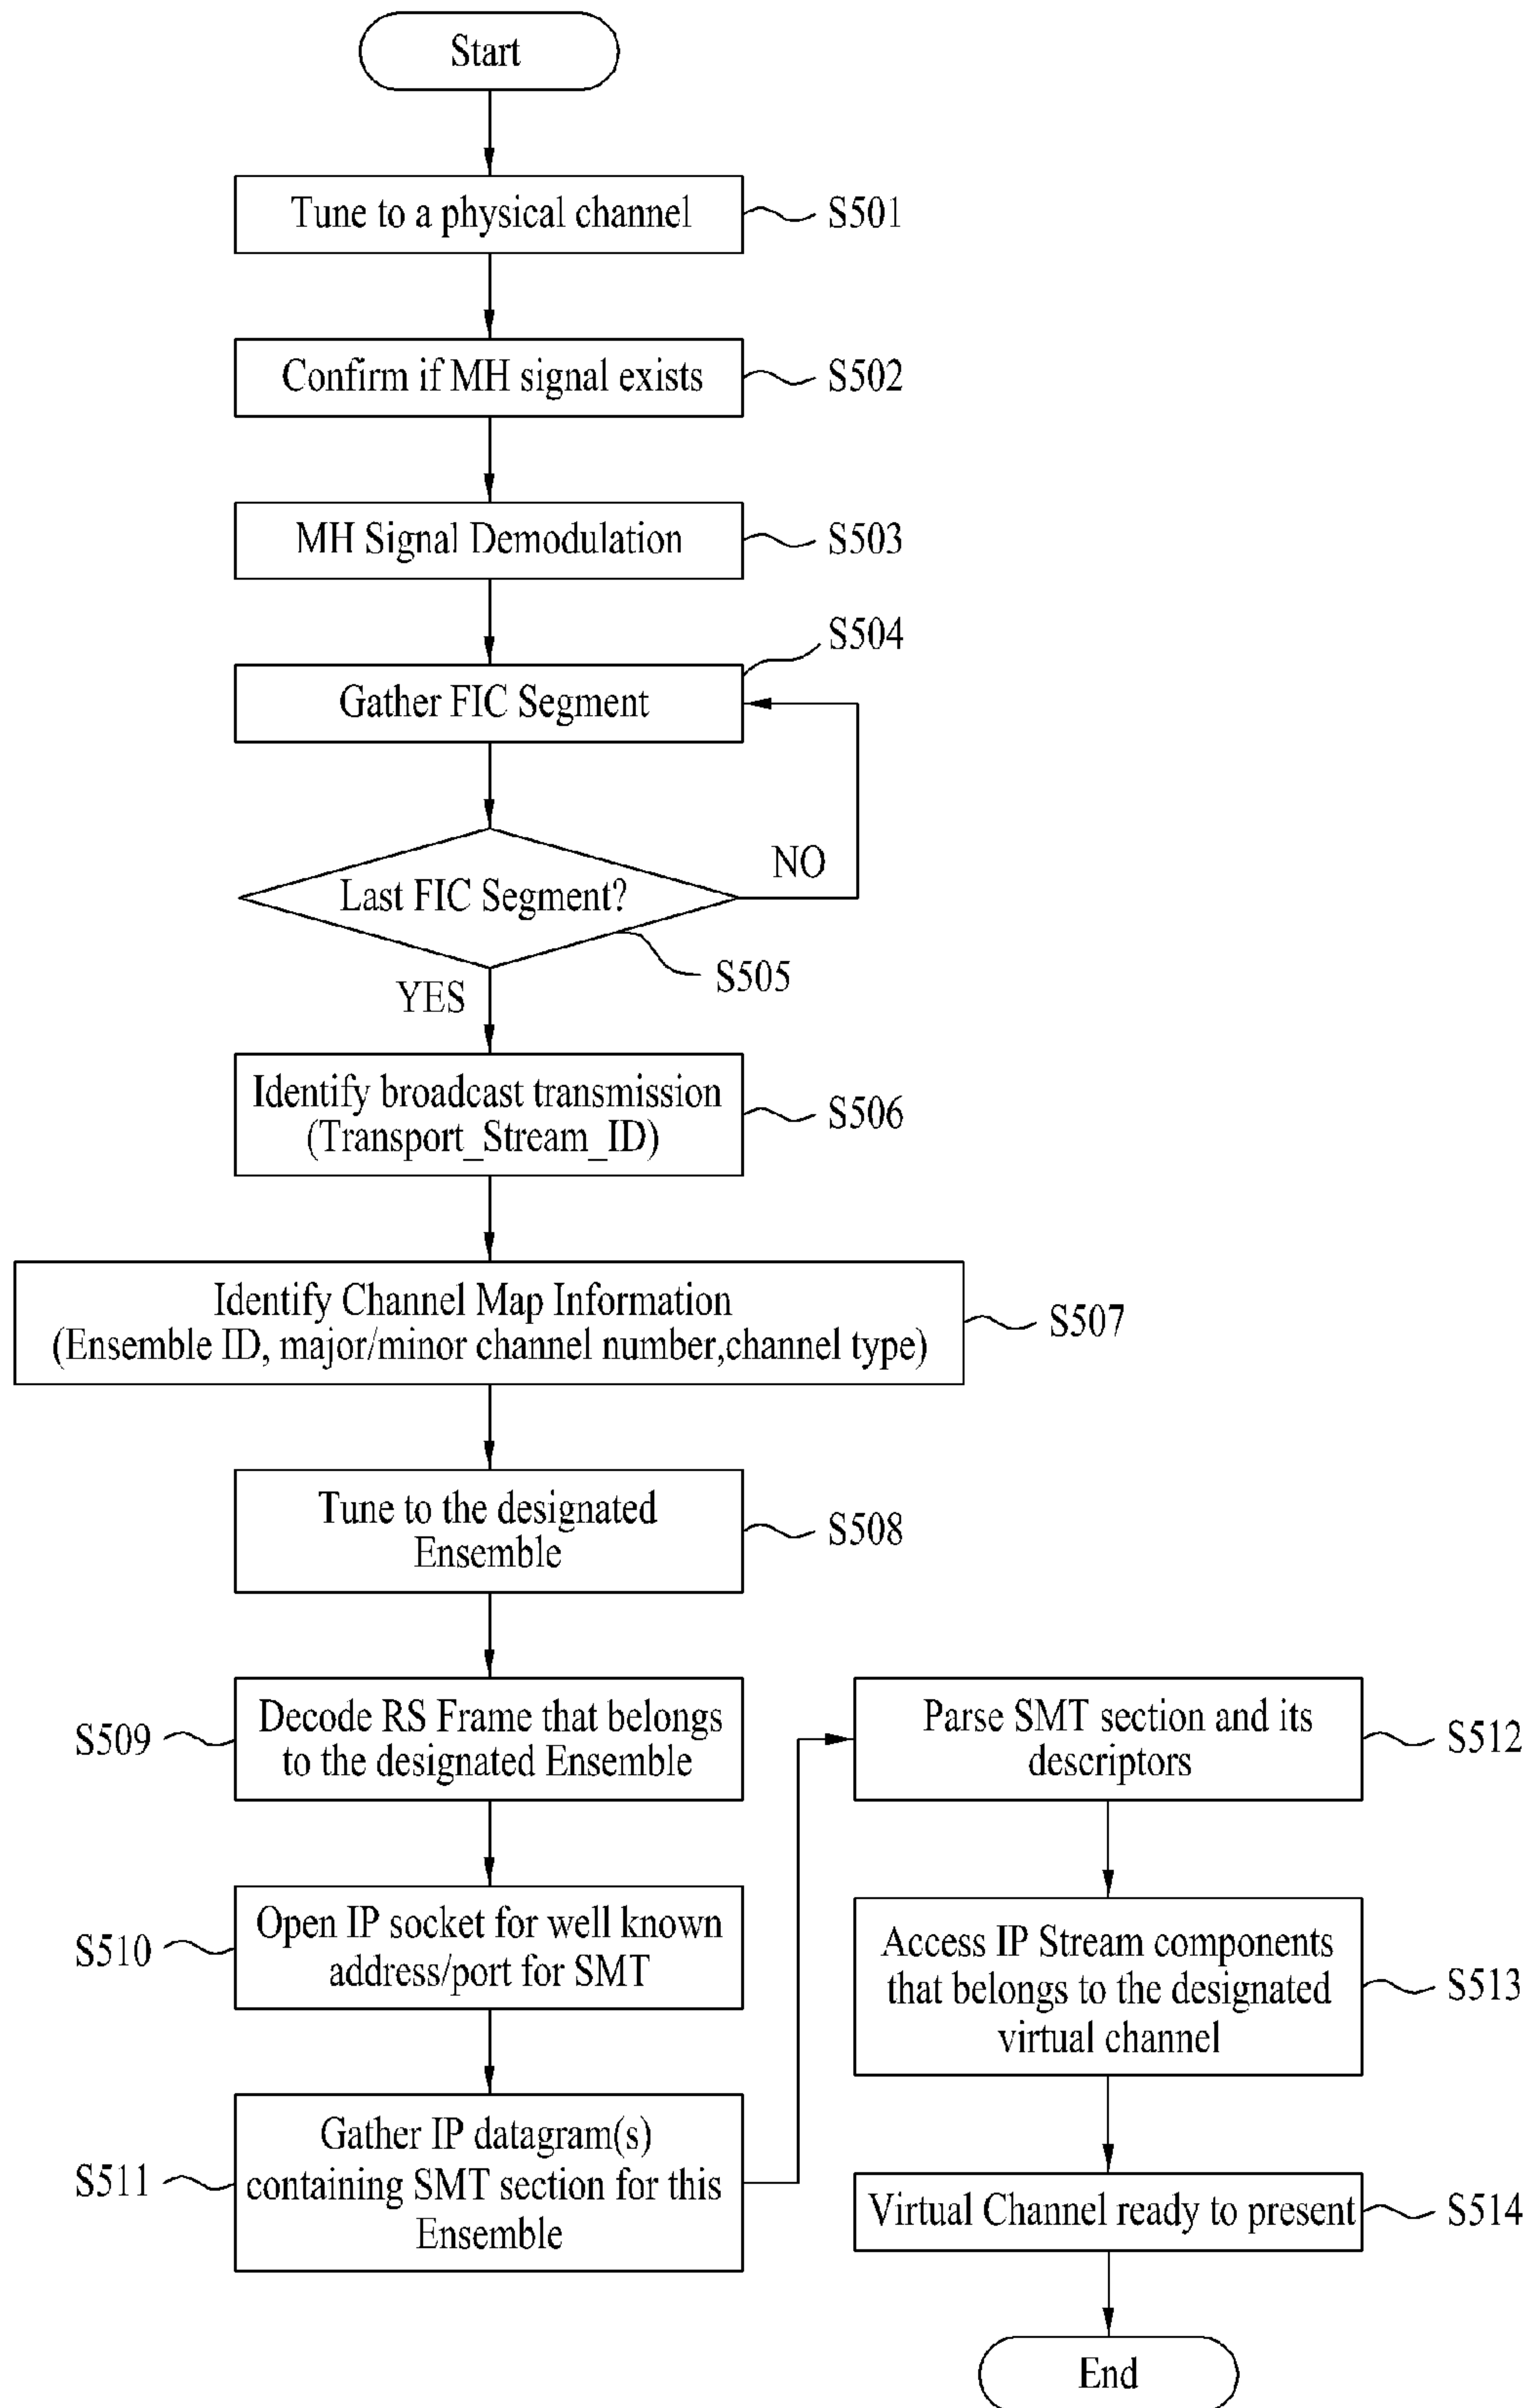 Start
Tune to a physical channel
S501
Confirm if MH signal exists
S502
MH Signal Demodulation
S503
S504
Gather FIC Segment
NO
Last FIC Segment?
S505
YES
Identify broadcast transmission
(Transport_Stream_ID)
S506
Identify Channel Map Information
(Ensemble ID, major/minor channel number,channel type)
S507
Tune to the designated
Ensemble
S508
S509
Decode RS Frame that belongs
to the designated Ensemble
S510
Open IP socket for well known
address/port for SMT
S511
Gather IP datagram(s)
containing SMT section for this
Ensemble
Parse SMT section and its
descriptors
S512
Access IP Stream components
that belongs to the designated
virtual channel
S513
Virtual Channel ready to present
S514
End